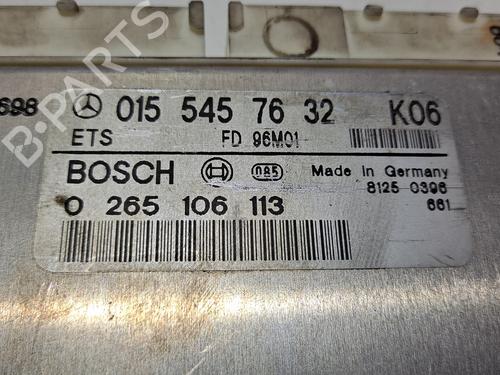 698 015 545 76 32 K06
ETS FD 96M01
BOSCH 085 Made in Germany
8125 0396
0 265 106 113 661
B-PARTS